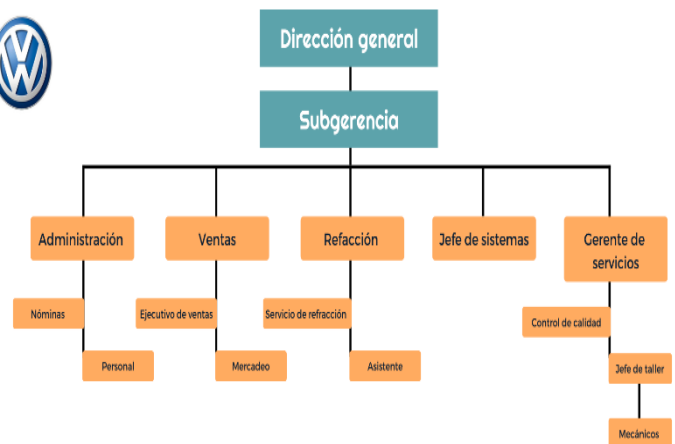 Dirección general
Subgerencia
Administración
Ventas
Refacción
Jefe de sistemas
Gerente de
servicios
Nóminas
Ejecutivo de ventas
Servicio de refracción
Control de calidad
Personal
Mercadeo
Asistente
Jefe de taller
Mecánicos